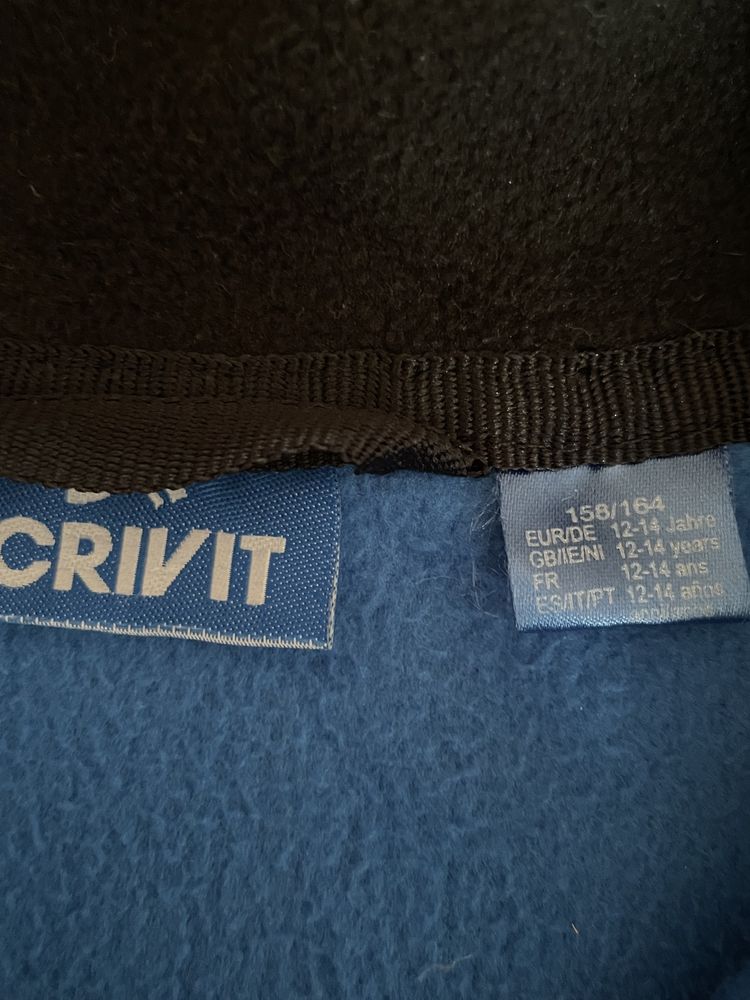 CRIVIT
158/164
EUR/DE 12-14 Jahre
GB/IE/NI 12-14 years
FR 12-14 ans
ES/IT/PT 12-14 años